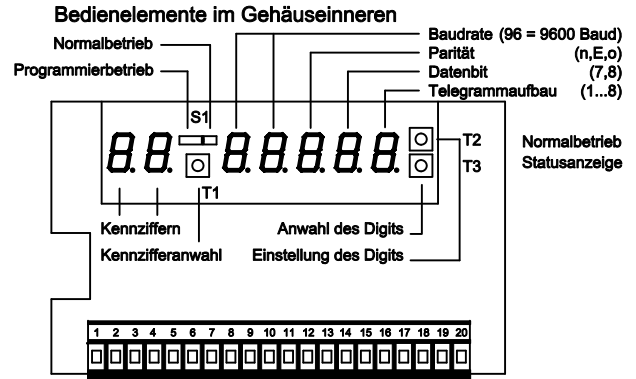 Bedienelemente im Gehäuseinneren
Normalbetrieb
Programmierbetrieb
Baudrate (96 = 9600 Baud)
Parität (n,E,o)
Datenbit (7,8)
Telegrammaufbau (1...8)
S1
8.8. 8.8.8.8.8.
T1
T2
T3
Normalbetrieb
Statusanzeige
Kennziffern
Kennzifferanwahl
Anwahl des Digits
Einstellung des Digits
1 2 3 4 5 6 7 8 9 10 11 12 13 14 15 16 17 18 19 20